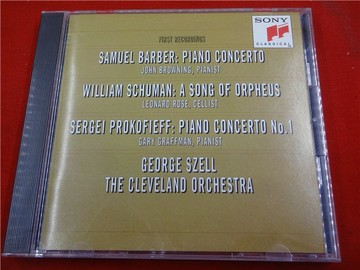 FIRST RECORDINGS
SONY
CLASSICAL
SAMUEL BARBER: PIANO CONCERTO
JOHN BROWNING, PIANIST
WILLIAM SCHUMAN: A SONG OF ORPHEUS
LEONARD ROSE, CELLIST
SERGEI PROKOFIEFF: PIANO CONCERTO No.1
GARY GRAFFMAN, PIANIST
GEORGE SZELL
THE CLEVELAND ORCHESTRA